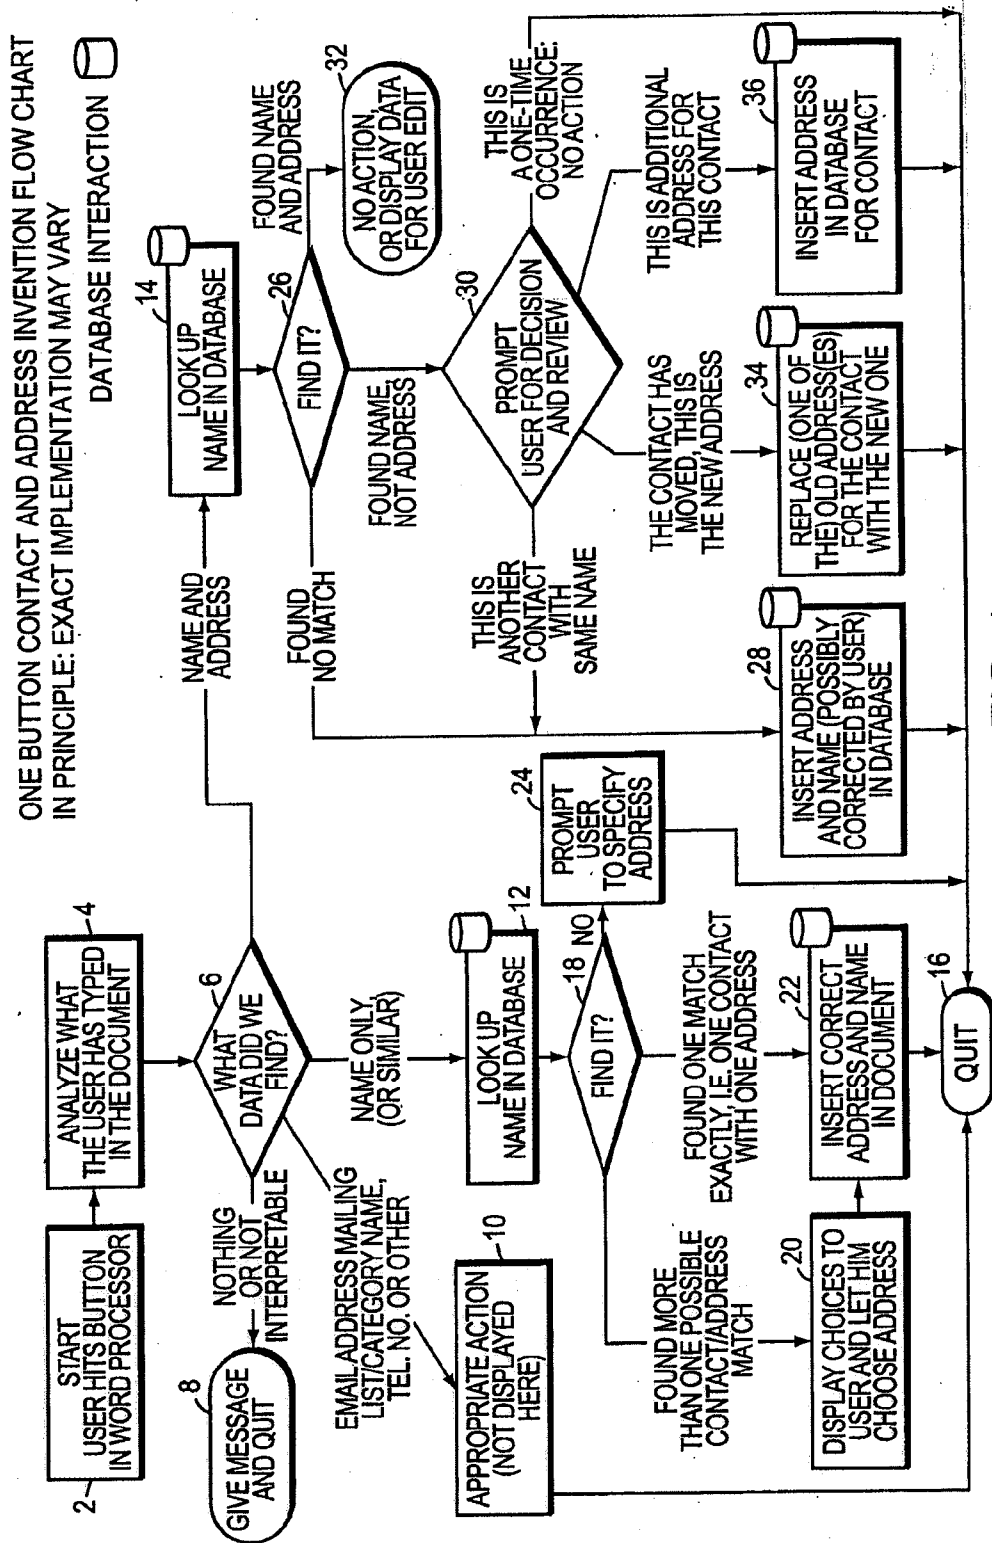 ONE BUTTON CONTACT AND ADDRESS INVENTION FLOW CHART
IN PRINCIPLE: EXACT IMPLEMENTATION MAY VARY
DATABASE INTERACTION
2
START
USER HITS BUTTON
IN WORD PROCESSOR
4
ANALYZE WHAT
THE USER HAS TYPED
IN THE DOCUMENT
6
WHAT
DATA DID WE
FIND?
NOTHING
OR NOT
INTERPRETABLE
8
GIVE MESSAGE
AND QUIT
EMAIL ADDRESS MAILING
LIST/CATEGORY NAME,
TEL. NO. OR OTHER
10
APPROPRIATE ACTION
(NOT DISPLAYED
HERE)
NAME ONLY
(OR SIMILAR)
12
LOOK UP
NAME IN DATABASE
18
FIND IT?
NO
24
PROMPT
USER
TO SPECIFY
ADDRESS
FOUND MORE
THAN ONE POSSIBLE
CONTACT/ADDRESS
MATCH
FOUND ONE MATCH
EXACTLY, I.E. ONE CONTACT
WITH ONE ADDRESS
20
DISPLAY CHOICES TO
USER AND LET HIM
CHOOSE ADDRESS
22
INSERT CORRECT
ADDRESS AND NAME
IN DOCUMENT
16
QUIT
NAME AND
ADDRESS
14
LOOK UP
NAME IN DATABASE
26
FIND IT?
FOUND
NO MATCH
FOUND NAME,
NOT ADDRESS
FOUND NAME
AND ADDRESS
32
NO ACTION,
OR DISPLAY DATA
FOR USER EDIT
30
PROMPT
USER FOR DECISION
AND REVIEW
THIS IS
ANOTHER
CONTACT
WITH
SAME NAME
THE CONTACT HAS
MOVED, THIS IS
THE NEW ADDRESS
THIS IS ADDITIONAL
ADDRESS FOR
THIS CONTACT
THIS IS
A ONE-TIME
OCCURRENCE:
NO ACTION
28
INSERT ADDRESS
AND NAME (POSSIBLY
CORRECTED BY USER)
IN DATABASE
34
REPLACE (ONE OF
THE) OLD ADDRESS(ES)
FOR THE CONTACT
WITH THE NEW ONE
36
INSERT ADDRESS
IN DATABASE
FOR CONTACT